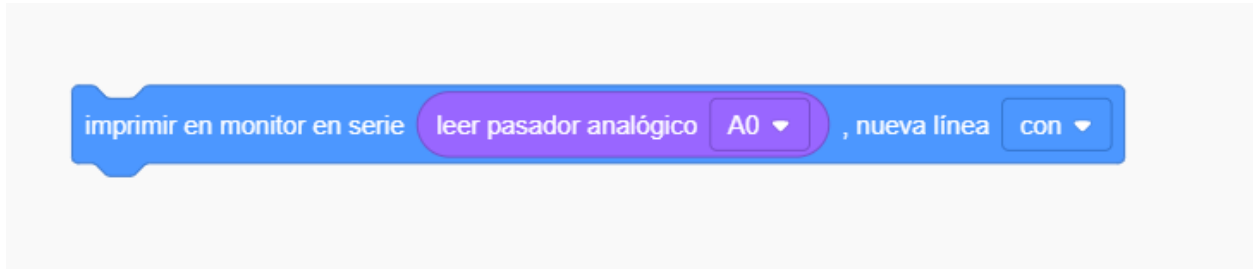 imprimir en monitor en serie leer pasador analógico A0 , nueva línea con